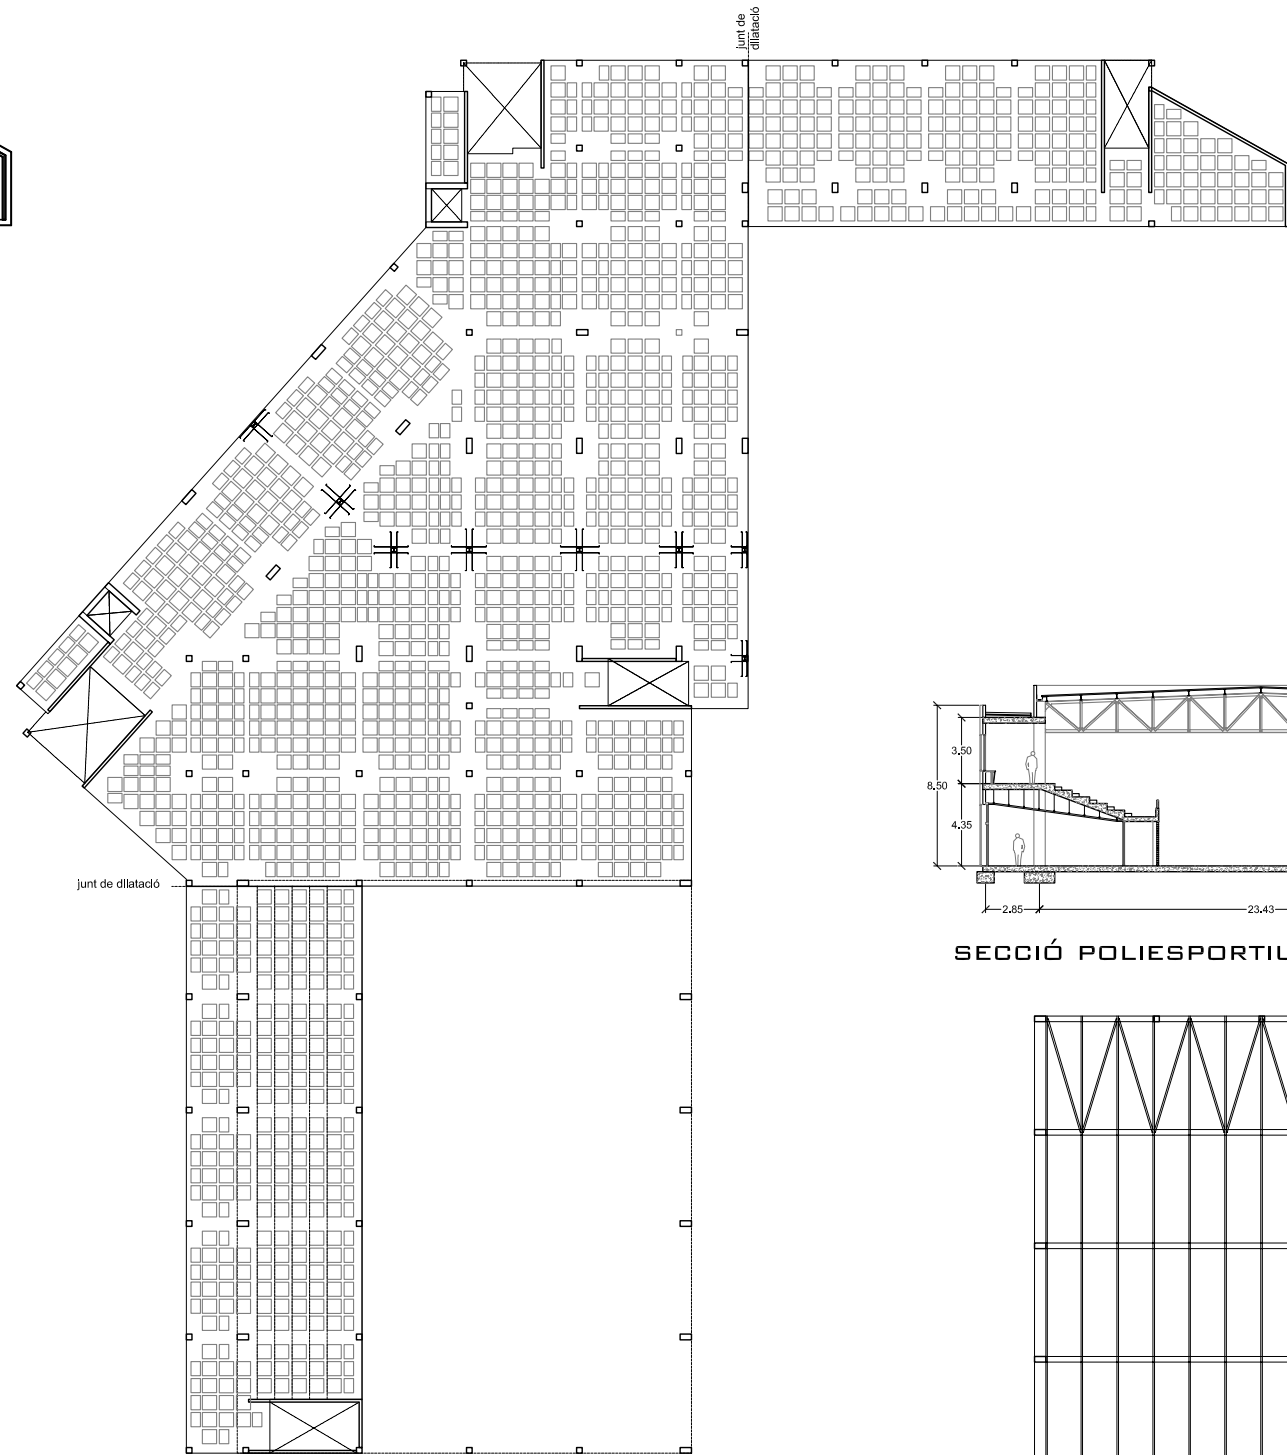 junt de
dilatació
3.50
8.50
4.35
junt de dilatació
2.85
23.43
SECCIÓ POLIESPORTIU